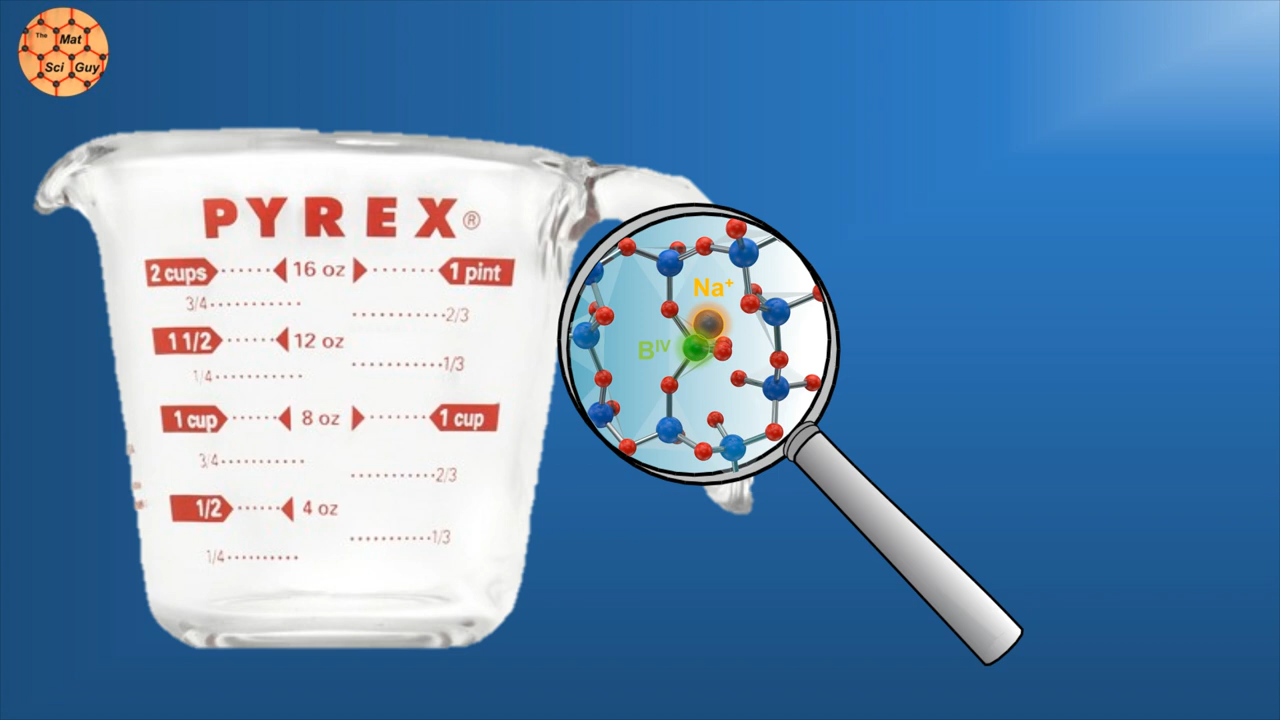 The
Mat
Sci Guy
PYREX®
2 cups 16 oz 1 pint
3/4
2/3
1 1/2 12 oz
1/3
1/4
1 cup 8 oz 1 cup
3/4
2/3
1/2 4 oz
1/3
1/4
Na⁺
Bᴵⱽ